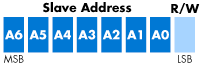 Slave Address R/W
A6 A5 A4 A3 A2 A1 A0
MSB LSB